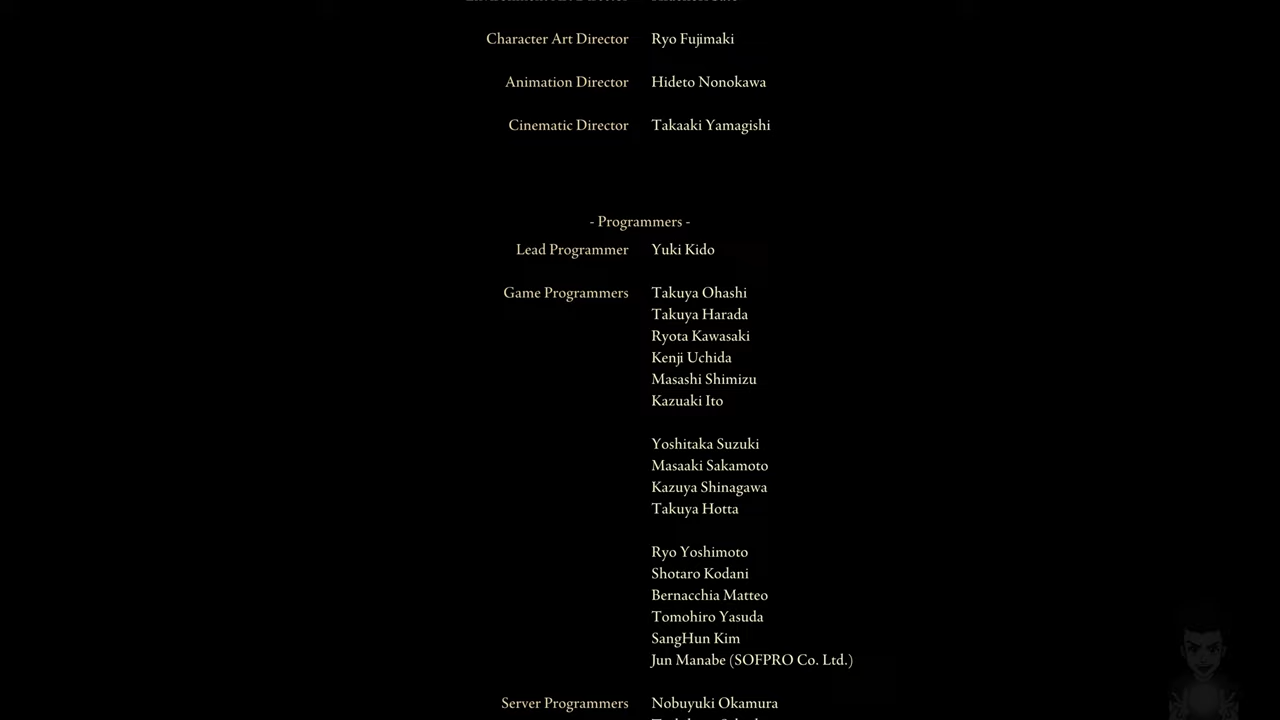 Character Art Director Ryo Fujimaki
Animation Director Hideto Nonokawa
Cinematic Director Takaaki Yamagishi
- Programmers -
Lead Programmer Yuki Kido
Game Programmers Takuya Ohashi
Takuya Harada
Ryota Kawasaki
Kenji Uchida
Masashi Shimizu
Kazuaki Ito
Yoshitaka Suzuki
Masaaki Sakamoto
Kazuya Shinagawa
Takuya Hotta
Ryo Yoshimoto
Shotaro Kodani
Bernacchia Matteo
Tomohiro Yasuda
SangHun Kim
Jun Manabe (SOFPRO Co. Ltd.)
Server Programmers Nobuyuki Okamura